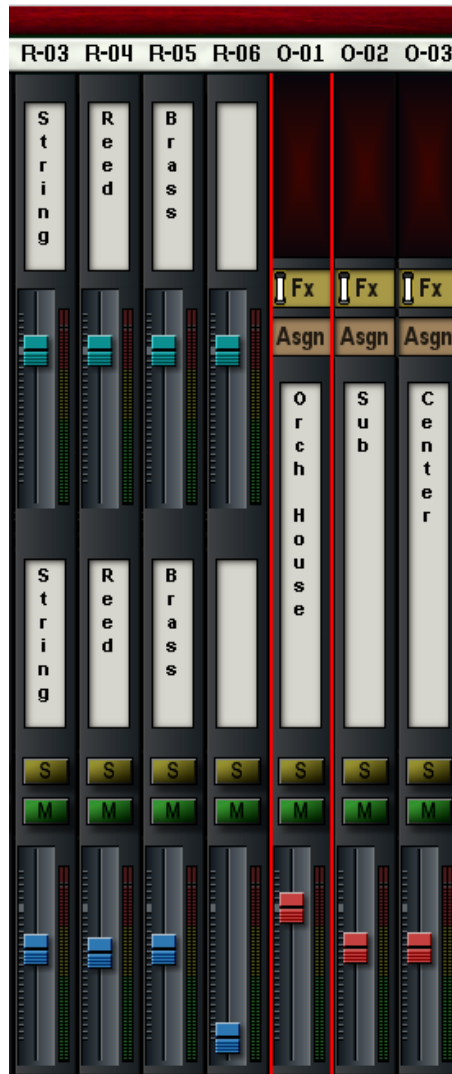 R-03 R-04 R-05 R-06 O-01 O-02 O-03
String Reed Brass
Fx Fx Fx
Asgn Asgn Asgn
Orch House Sub Center
String Reed Brass
S S S S S S S
M M M M M M M